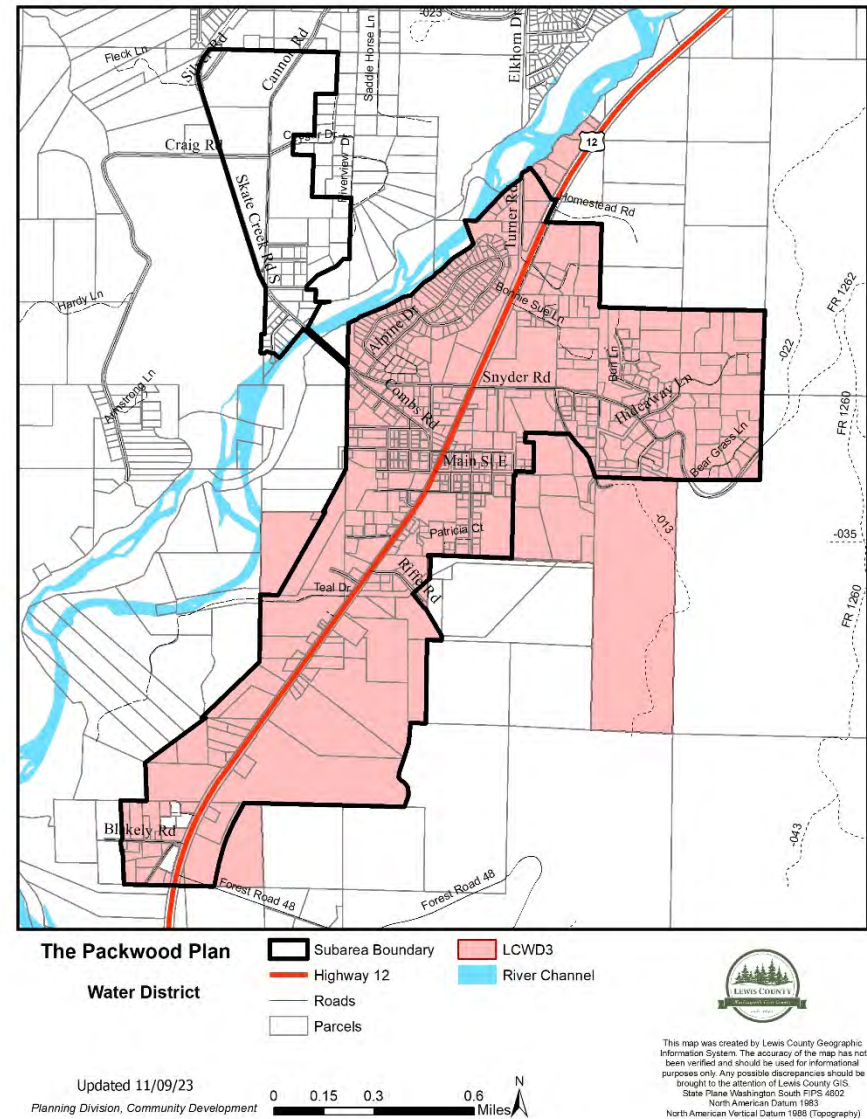 -023
Fleck Ln
Silver Rd
Cannon Rd
Saddle Horse Ln
Elkhorn Dr
12
Craig Rd
Riverview Dr
Skate Creek Rd S
Turner Rd
Homestead Rd
Hardy Ln
Bonnie Sue Ln
Alpine Dr
FR 1262
-022
Armstrong Ln
Combs Rd
Snyder Rd
Hideaway Ln
FR 1260
Main St E
Bear Grass Ln
-013
Patricia Ct
-035
Teal Dr
Riffe Rd
FR 1260
Blakely Rd
-043
Forest Road 48
Forest Road 48
The Packwood Plan
Water District
Subarea Boundary
LCWD3
Highway 12
River Channel
Roads
Parcels
LEWIS COUNTY
Updated 11/09/23
Planning Division, Community Development
0 0.15 0.3 0.6
Miles
N
This map was created by Lewis County Geographic
Information System. The accuracy of the map has not
been verified and should be used for informational
purposes only. Any possible discrepancies should be
brought to the attention of Lewis County GIS.
State Plane Washington South FIPS 4602
North American Datum 1983
North American Vertical Datum 1988 (Topography)